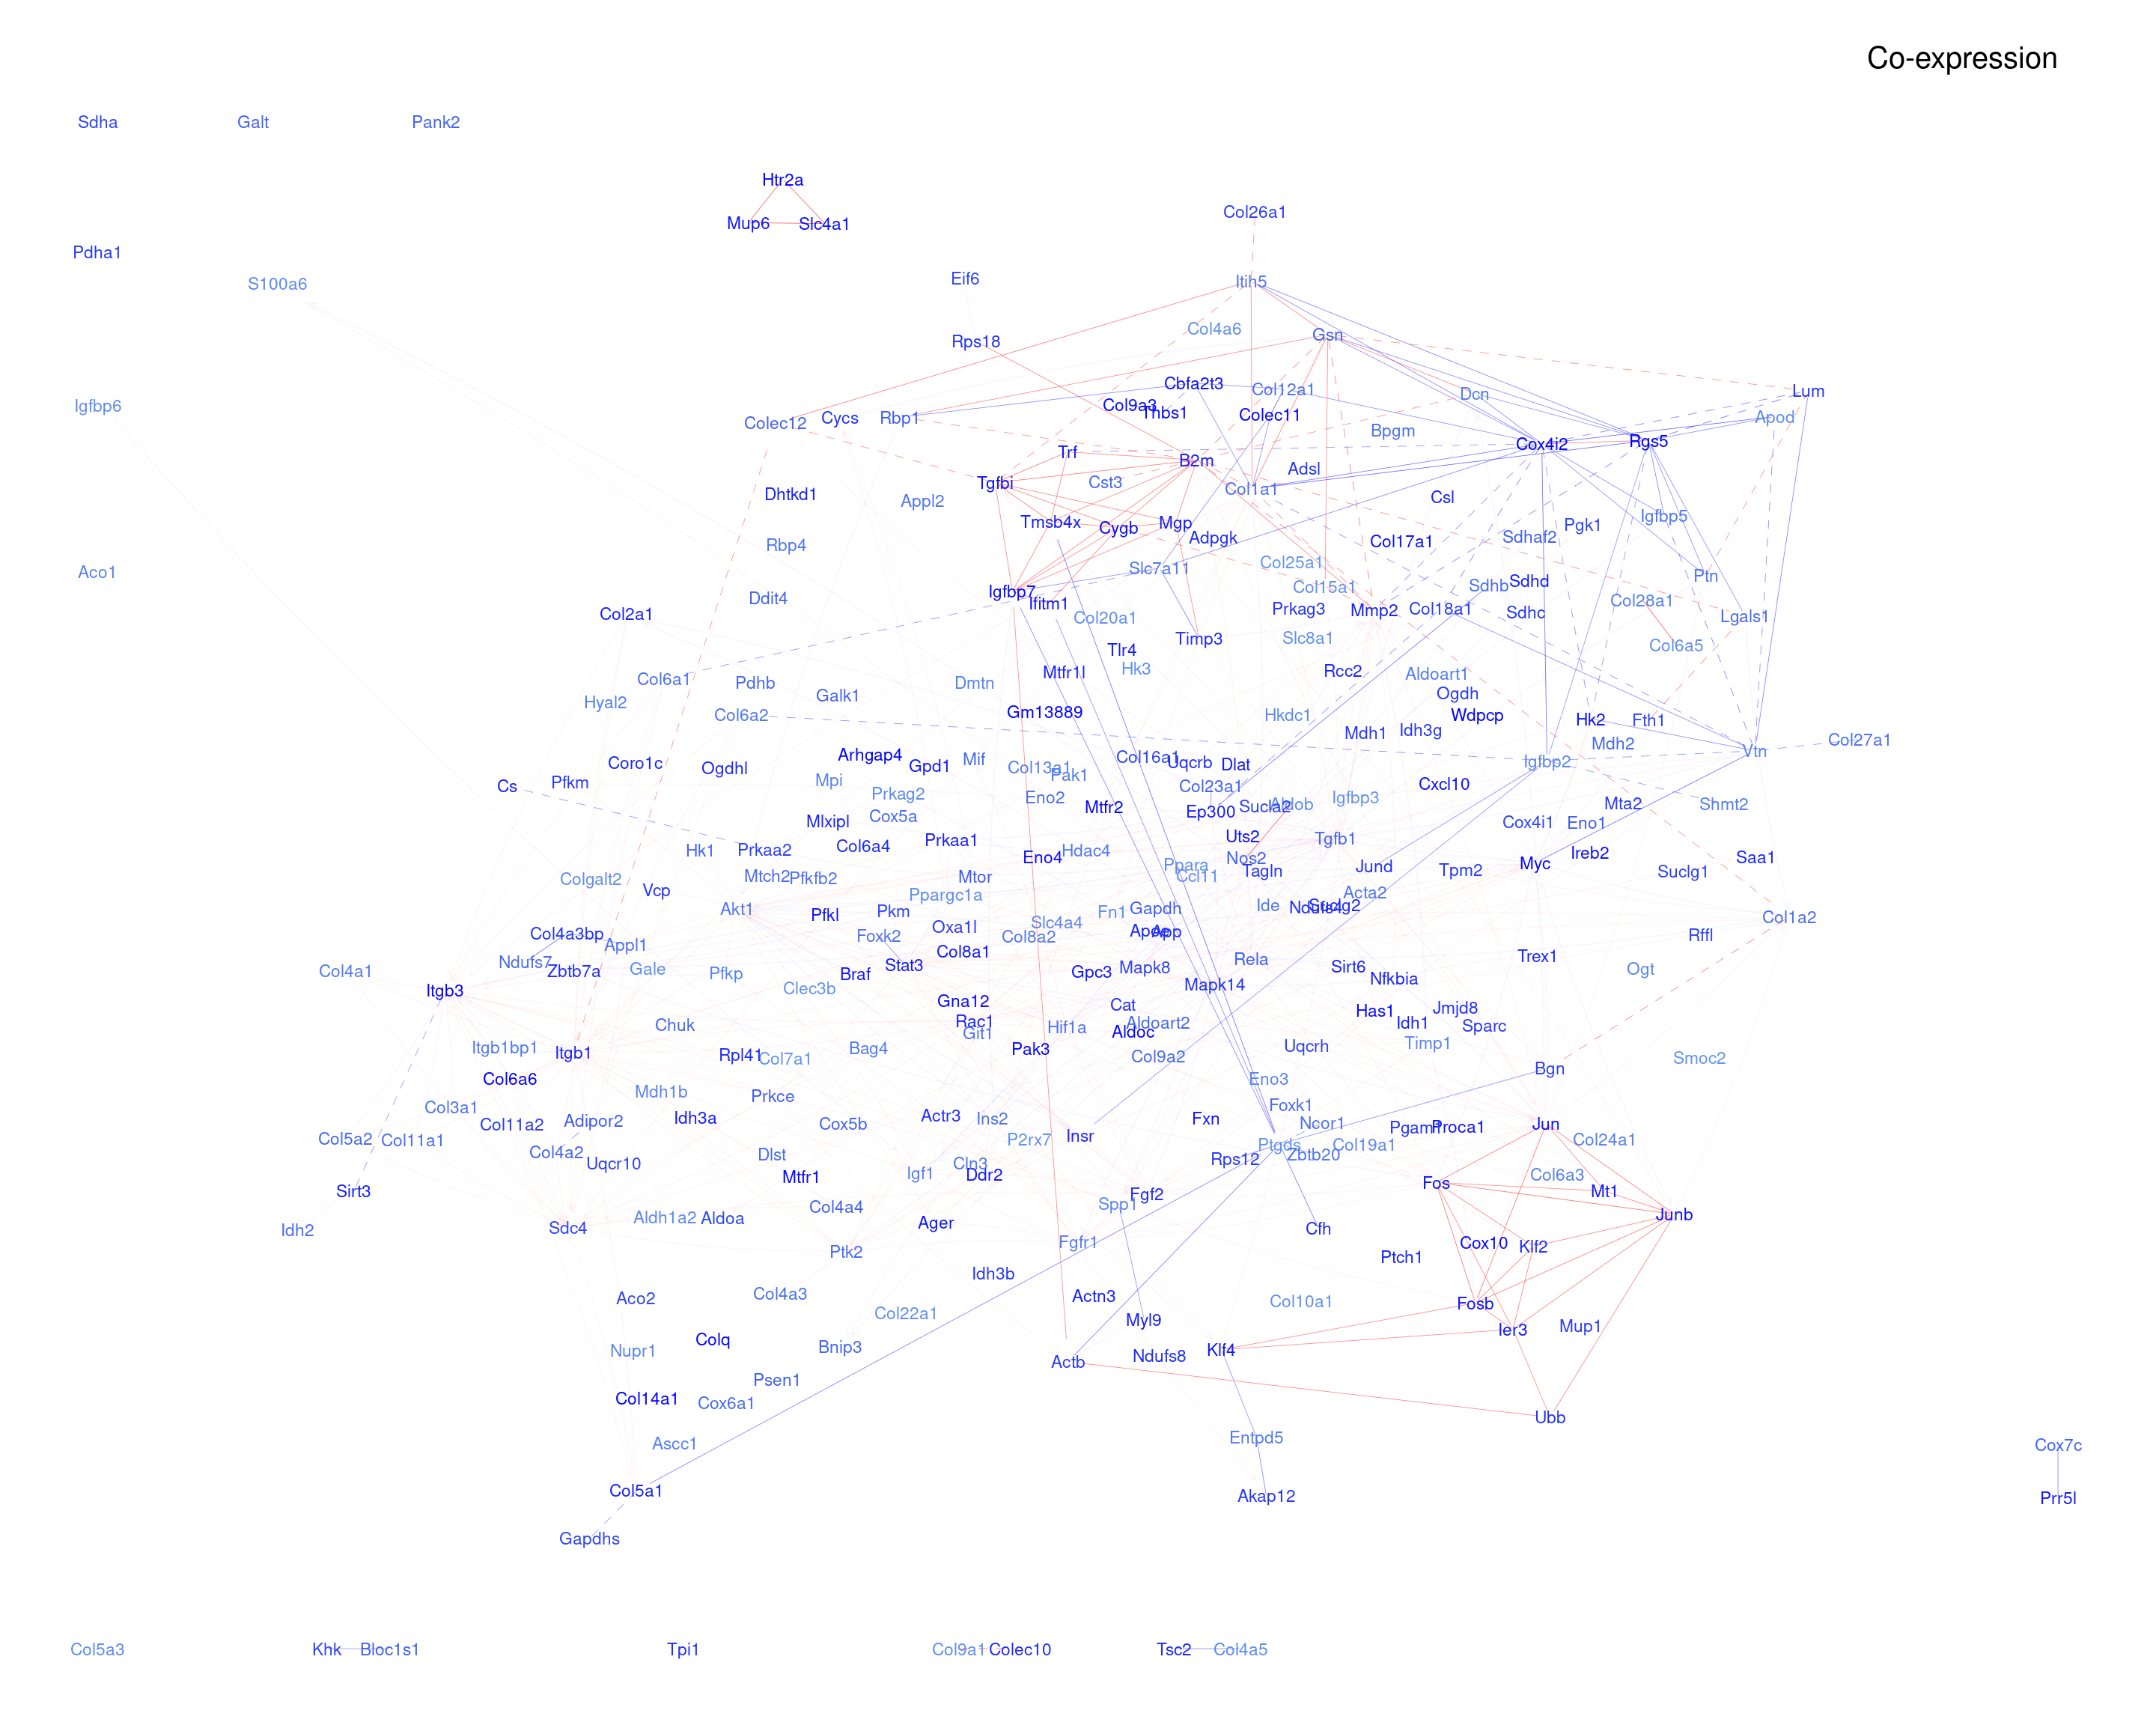 Co-expression
Sdha Galt Pank2
Htr2a
Mup6 Slc4a1 Col26a1
Pdha1
S100a6 Eif6 Itih5
Col4a6 Gsn
Rps18
Cbfa2t3 Col12a1 Dcn Lum
Igfbp6 Col9a3 Thbs1 Colec11 Apod
Colec12 Cycs Rbp1 Bpgm
Trf B2m Cox4i2 Rgs5
Tgfbi Cst3 Col1a1 Adsl
Dhtkd1 Appl2 Csl
Tmsb4x Cygb Mgp Pgk1 Igfbp5
Rbp4 Adpgk Col17a1 Sdhaf2
Aco1 Slc7a11 Col25a1 Ptn
Ddit4 Igfbp7 Ifitm1 Col15a1 Sdhb Sdhd
Col2a1 Col20a1 Prkag3 Mmp2 Col18a1 Sdhc Col28a1 Lgals1
Timp3 Slc8a1 Col6a5
Tlr4 Hk3
Col6a1 Pdhb Galk1 Dmtn Mtfr1l Rcc2 Aldoart1
Hyal2 Col6a2 Gm13889 Hkdc1 Ogdh Wdpcp Hk2 Fth1
Mdh1 Idh3g Mdh2 Vtn Col27a1
Coro1c Ogdhl Arhgap4 Gpd1 Mif Col13a1 Pak1 Col16a1 Uqcrb Dlat Igfbp2
Cs Pfkm Mpi Prkag2 Eno2 Col23a1 Igfbp3 Cxcl10
Mtfr2 Ep300 Sucla2 Aldob Mta2 Shmt2
Mlxipl Cox5a Cox4i1 Eno1
Hk1 Prkaa2 Col6a4 Prkaa1 Eno4 Hdac4 Uts2 Tgfb1 Ireb2 Saa1
Colgalt2 Vcp Mtch2 Pfkfb2 Mtor Ppara Ccl11 Nos2 Tagln Jund Tpm2 Myc Suclg1
Akt1 Pfkl Pkm Ppargc1a Fn1 Gapdh Ide Ndufs4 Suclg2 Acta2 Col1a2
Col4a3bp Appl1 Foxk2 Oxa1l Slc4a4 Col8a2 Apoe App Rffl
Col4a1 Ndufs7 Zbtb7a Gale Pfkp Braf Stat3 Col8a1 Gpc3 Mapk8 Rela Sirt6 Trex1 Ogt
Itgb3 Clec3b Gna12 Mapk14 Nfkbia
Chuk Rac1 Git1 Hif1a Cat Aldoart2 Aldoc Has1 Idh1 Jmjd8 Sparc
Itgb1bp1 Itgb1 Rpl41 Col7a1 Bag4 Pak3 Col9a2 Uqcrh Timp1 Smoc2
Col6a6 Mdh1b Prkce Eno3 Bgn
Col3a1 Col11a2 Adipor2 Idh3a Cox5b Actr3 Ins2 Fxn Foxk1 Ncor1 Pgam1 Proca1 Jun
Col5a2 Col11a1 Col4a2 Uqcr10 Dlst P2rx7 Insr Rps12 Ptgds Zbtb20 Col19a1 Col24a1
Sirt3 Mtfr1 Igf1 Cln3 Ddr2 Fgf2 Fos Col6a3 Mt1
Idh2 Sdc4 Aldh1a2 Aldoa Col4a4 Ager Spp1 Cfh Junb
Ptk2 Fgfr1 Ptch1 Cox10 Klf2
Aco2 Col4a3 Col22a1 Idh3b Actn3 Col10a1 Fosb
Nupr1 Colq Bnip3 Actb Myl9 Ndufs8 Klf4 Ier3 Mup1
Col14a1 Psen1 Cox6a1 Ubb
Ascc1 Entpd5 Cox7c
Col5a1 Akap12 Prr5l
Gapdhs
Col5a3 Khk Bloc1s1 Tpi1 Col9a1 Colec10 Tsc2 Col4a5